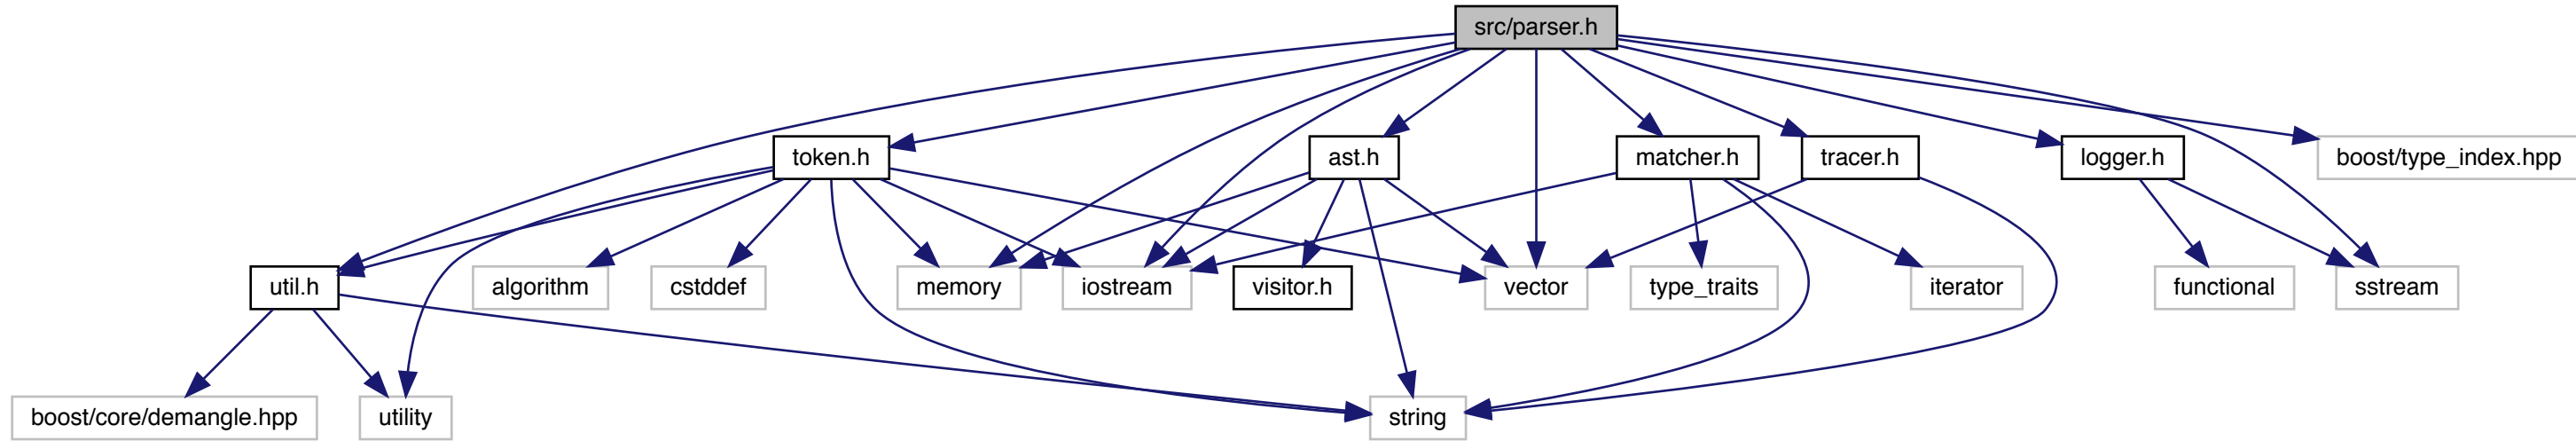 src/parser.h
token.h
ast.h
matcher.h
tracer.h
logger.h
boost/type_index.hpp
util.h
algorithm
cstddef
memory
iostream
visitor.h
vector
type_traits
iterator
functional
sstream
boost/core/demangle.hpp
utility
string